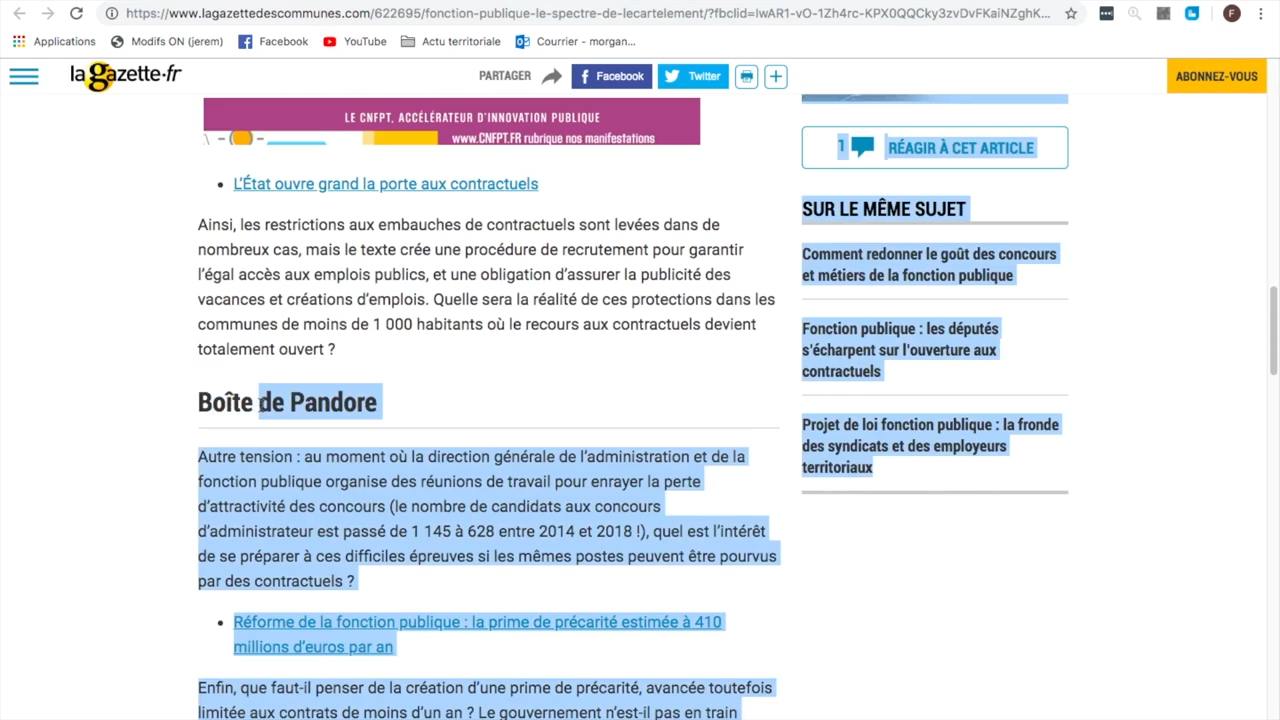 https://www.lagazettedescommunes.com/622695/fonction-publique-le-spectre-de-lecartelement/?fbclid=IwAR1-vO-1Zh4rc-KPX0QQCky3zvDvFKaiNZghK...
F
Applications
Modifs ON (jerem)
Facebook
YouTube
Actu territoriale
Courrier - morgan...
la gazette.fr
PARTAGER
Facebook
Twitter
ABONNEZ-VOUS
LE CNFPT, ACCÉLÉRATEUR D'INNOVATION PUBLIQUE
www.CNFPT.FR rubrique nos manifestations
• L'État ouvre grand la porte aux contractuels
Ainsi, les restrictions aux embauches de contractuels sont levées dans de
nombreux cas, mais le texte crée une procédure de recrutement pour garantir
l'égal accès aux emplois publics, et une obligation d'assurer la publicité des
vacances et créations d'emplois. Quelle sera la réalité de ces protections dans les
communes de moins de 1 000 habitants où le recours aux contractuels devient
totalement ouvert ?
Boîte de Pandore
Autre tension : au moment où la direction générale de l'administration et de la
fonction publique organise des réunions de travail pour enrayer la perte
d'attractivité des concours (le nombre de candidats aux concours
d'administrateur est passé de 1 145 à 628 entre 2014 et 2018 !), quel est l'intérêt
de se préparer à ces difficiles épreuves si les mêmes postes peuvent être pourvus
par des contractuels ?
• Réforme de la fonction publique : la prime de précarité estimée à 410
millions d'euros par an
Enfin, que faut-il penser de la création d'une prime de précarité, avancée toutefois
limitée aux contrats de moins d'un an ? Le gouvernement n'est-il pas en train
1 RÉAGIR À CET ARTICLE
SUR LE MÊME SUJET
Comment redonner le goût des concours
et métiers de la fonction publique
Fonction publique : les députés
s'écharpent sur l'ouverture aux
contractuels
Projet de loi fonction publique : la fronde
des syndicats et des employeurs
territoriaux